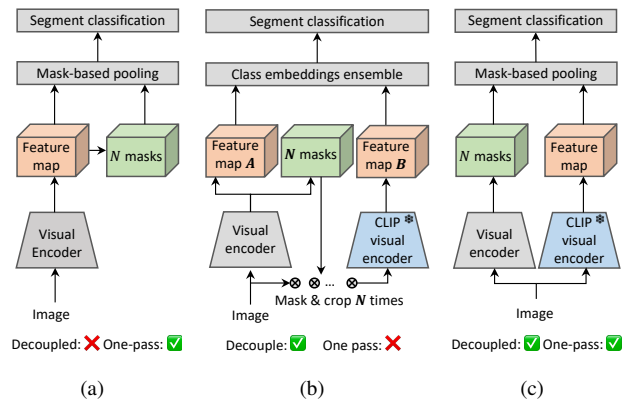 Segment classification
Mask-based pooling
Feature
map
N masks
Visual
Encoder
Image
Decoupled: ❌ One-pass: ✅
(a)
Segment classification
Class embeddings ensemble
Feature
map A
N masks
Feature
map B
Visual
encoder
CLIP
visual
encoder
...
Mask & crop N times
Image
Decouple: ✅ One pass: ❌
(b)
Segment classification
Mask-based pooling
N masks
Feature
map
Visual
encoder
CLIP
visual
encoder
Image
Decoupled: ✅ One-pass: ✅
(c)